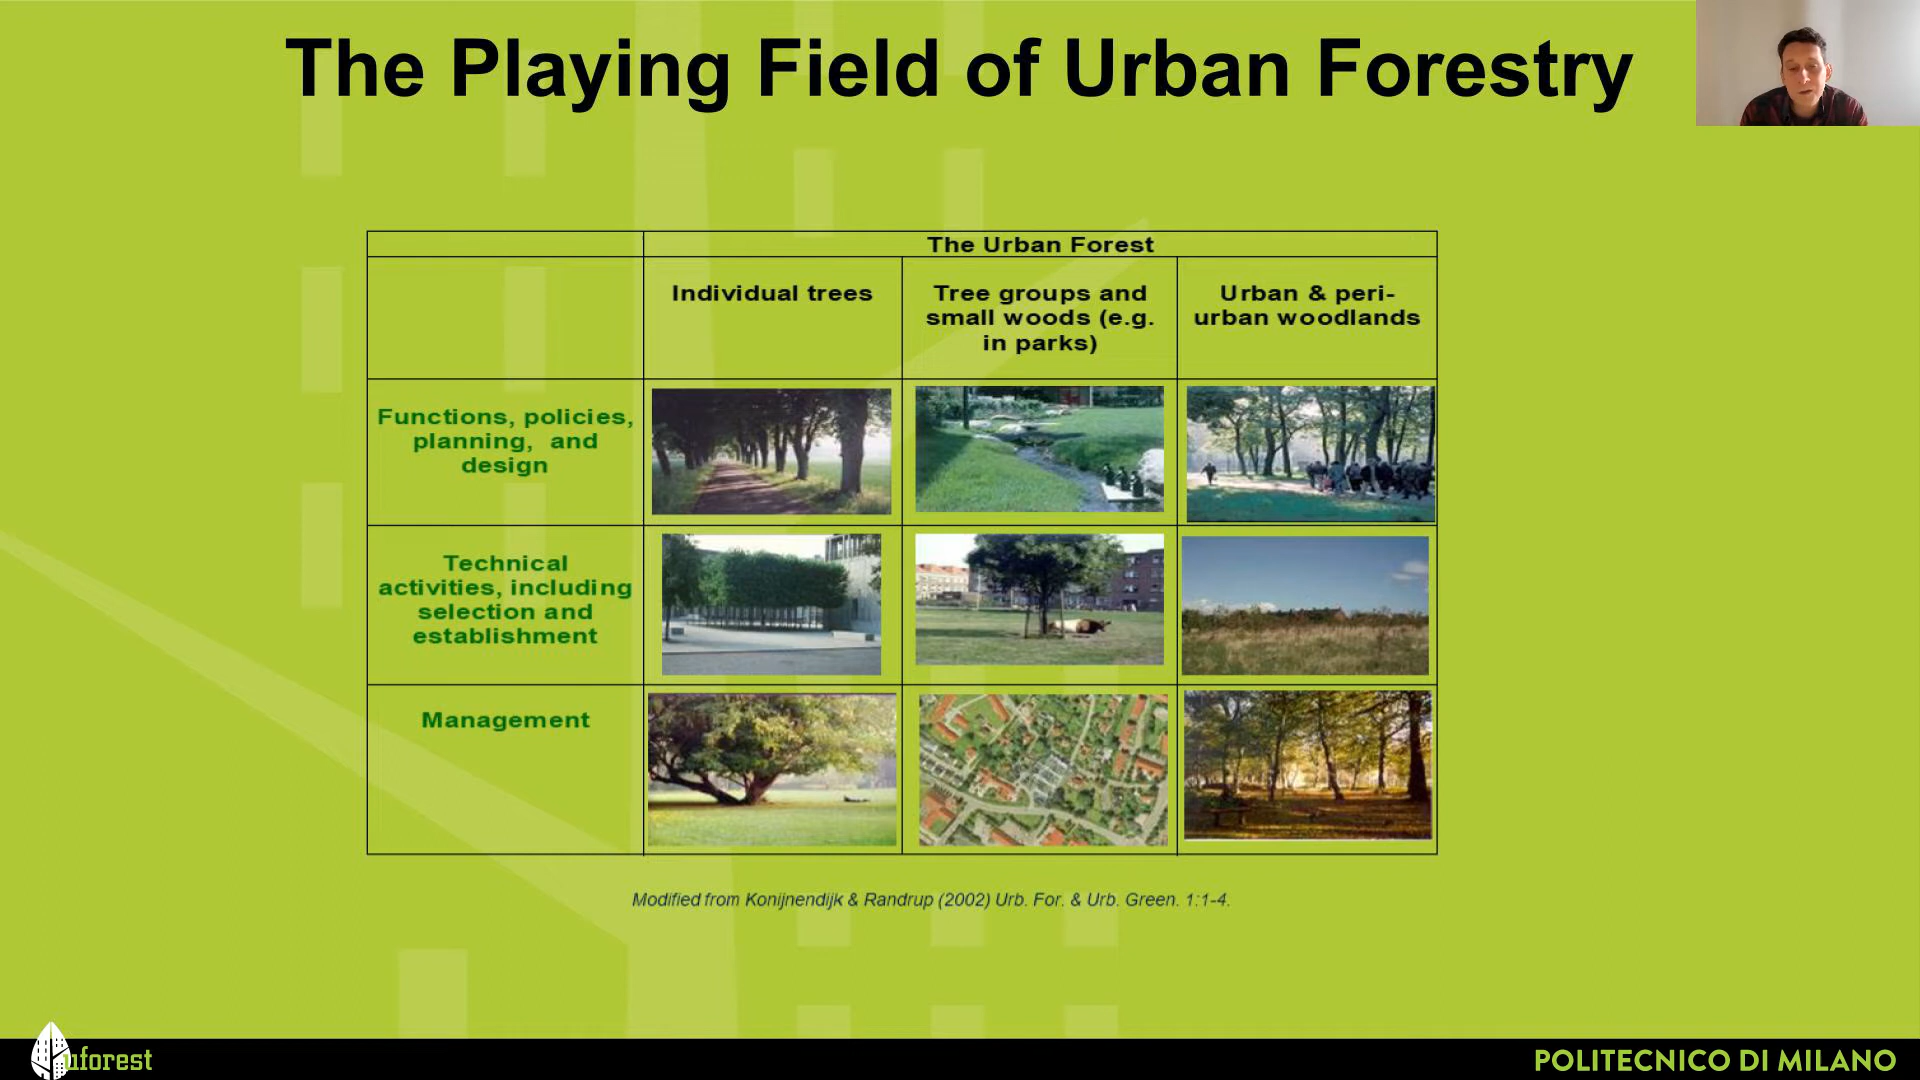 The Playing Field of Urban Forestry
The Urban Forest
Individual trees
Tree groups and
small woods (e.g.
in parks)
Urban & peri-
urban woodlands
Functions, policies,
planning, and
design
Technical
activities, including
selection and
establishment
Management
Modified from Konijnendijk & Randrup (2002) Urb. For. & Urb. Green. 1:1-4.
uforest
POLITECNICO DI MILANO